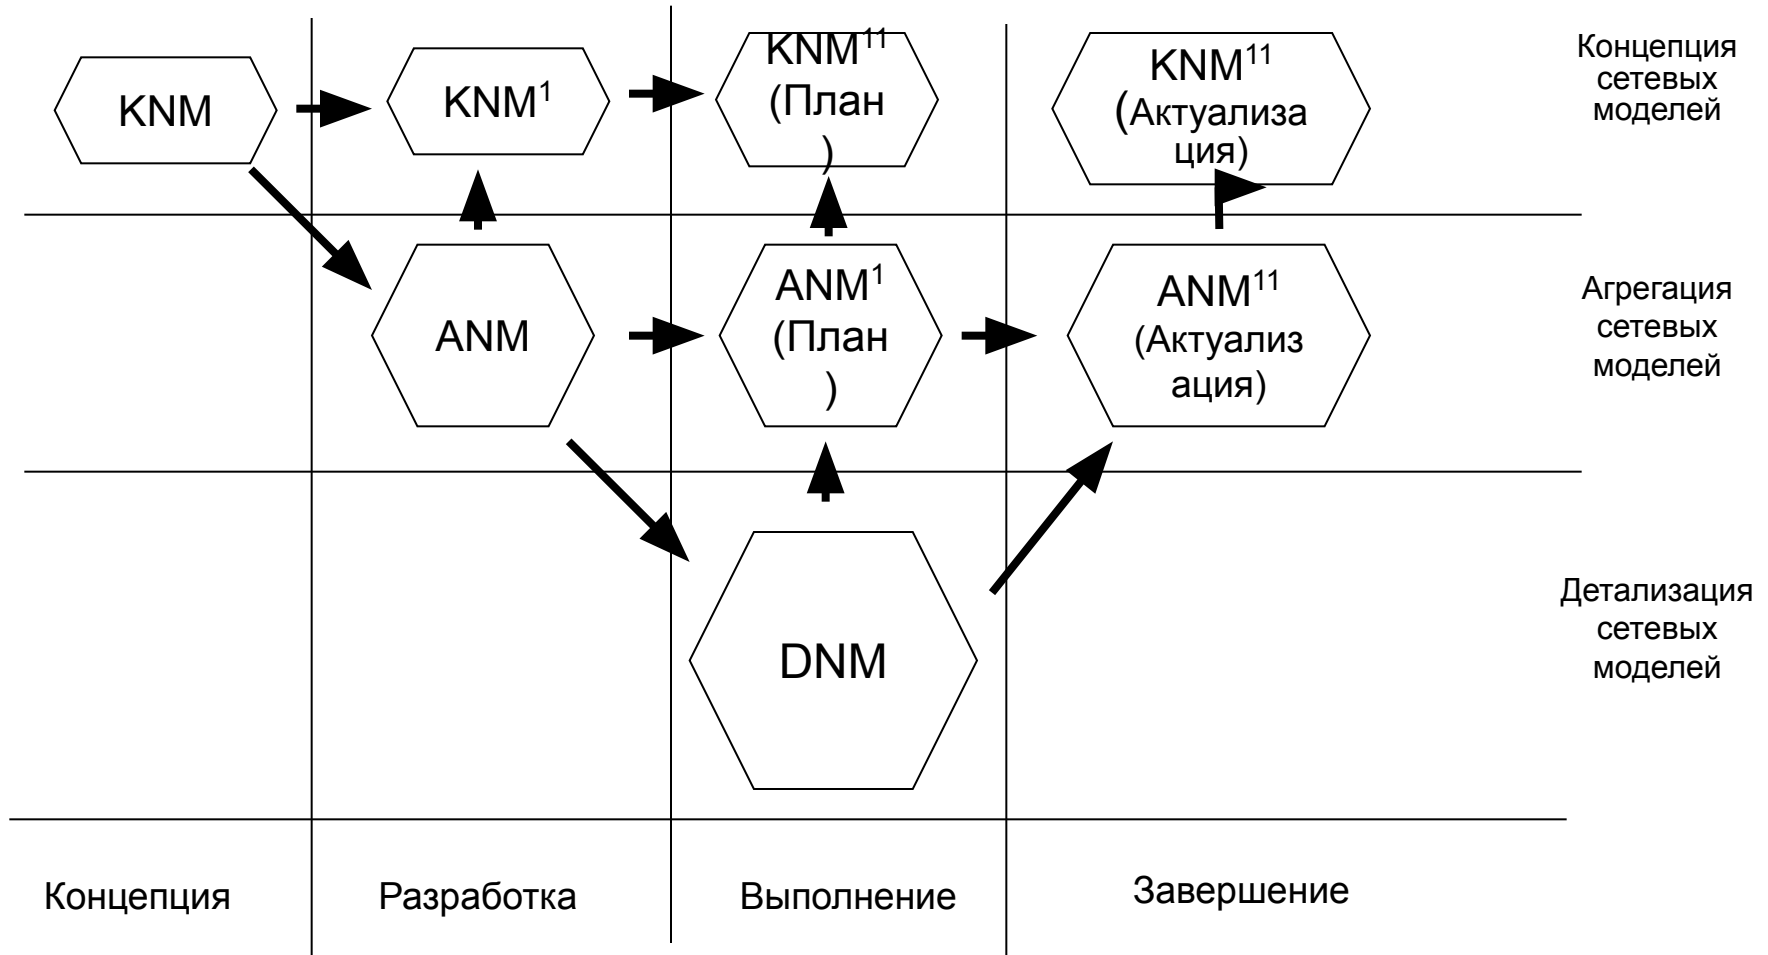 KNM
KNM¹
KNM¹¹
(План
)
KNM¹¹
(Актуализа
ция)
Концепция
сетевых
моделей
ANM
ANM¹
(План
)
ANM¹¹
(Актуализ
ация)
Агрегация
сетевых
моделей
DNM
Детализация
сетевых
моделей
Концепция
Разработка
Выполнение
Завершение